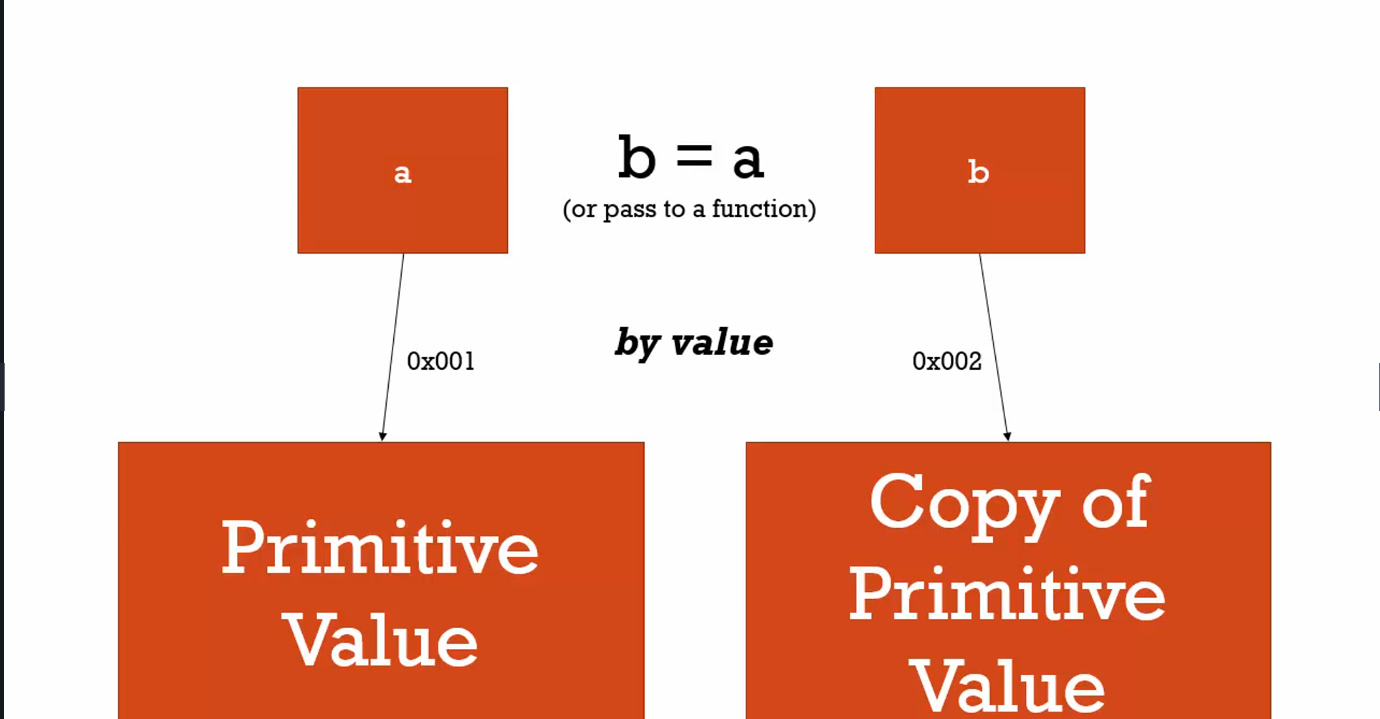 a
b = a
(or pass to a function)
b
by value
0x001
0x002
Primitive
Value
Copy of
Primitive
Value